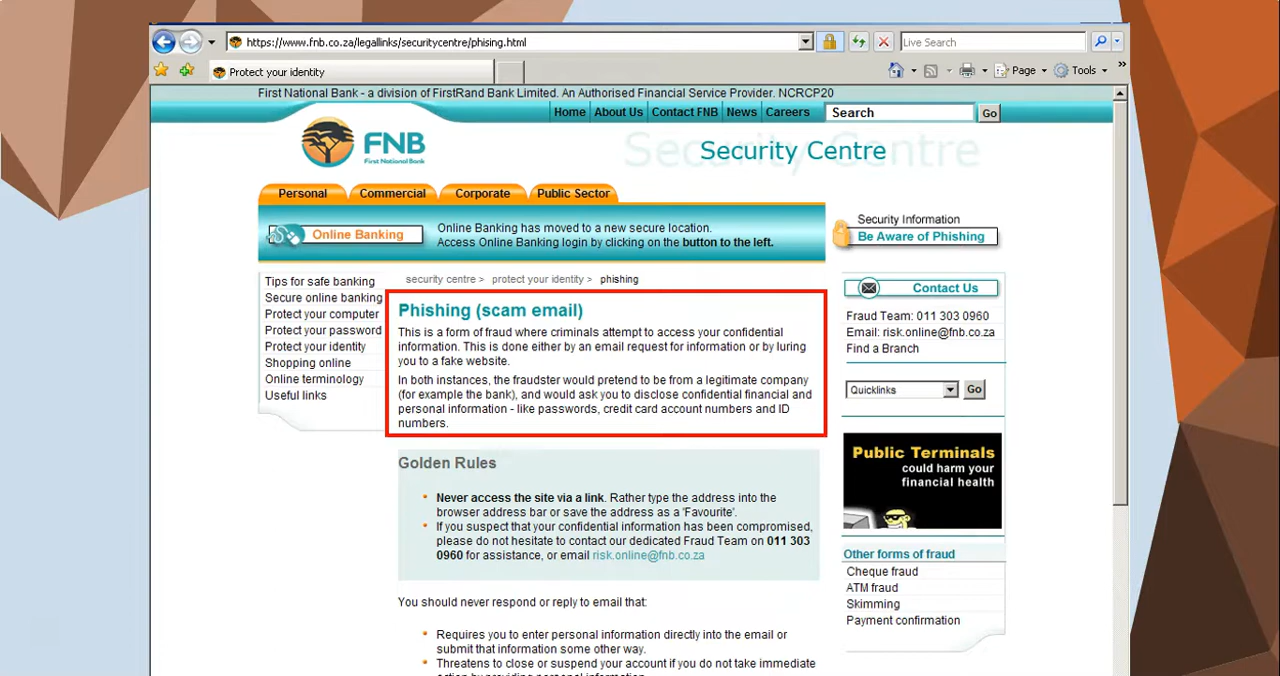 https://www.fnb.co.za/legallinks/securitycentre/phising.html
Live Search
Protect your identity
Page
Tools
First National Bank - a division of FirstRand Bank Limited. An Authorised Financial Service Provider. NCRCP20
Home About Us Contact FNB News Careers Search Go
FNB
First National Bank
Security Centre
Personal Commercial Corporate Public Sector
Online Banking
Online Banking has moved to a new secure location.
Access Online Banking login by clicking on the button to the left.
Security Information
Be Aware of Phishing
Tips for safe banking
Secure online banking
Protect your computer
Protect your password
Protect your identity
Shopping online
Online terminology
Useful links
security centre > protect your identity > phishing
Phishing (scam email)
This is a form of fraud where criminals attempt to access your confidential
information. This is done either by an email request for information or by luring
you to a fake website.
In both instances, the fraudster would pretend to be from a legitimate company
(for example the bank), and would ask you to disclose confidential financial and
personal information - like passwords, credit card account numbers and ID
numbers.
Golden Rules
Never access the site via a link. Rather type the address into the
browser address bar or save the address as a 'Favourite'.
If you suspect that your confidential information has been compromised,
please do not hesitate to contact our dedicated Fraud Team on 011 303
0960 for assistance, or email risk.online@fnb.co.za
You should never respond or reply to email that:
Requires you to enter personal information directly into the email or
submit that information some other way.
Threatens to close or suspend your account if you do not take immediate
action by providing personal information.
Contact Us
Fraud Team: 011 303 0960
Email: risk.online@fnb.co.za
Find a Branch
Quicklinks Go
Public Terminals
could harm your
financial health
Other forms of fraud
Cheque fraud
ATM fraud
Skimming
Payment confirmation